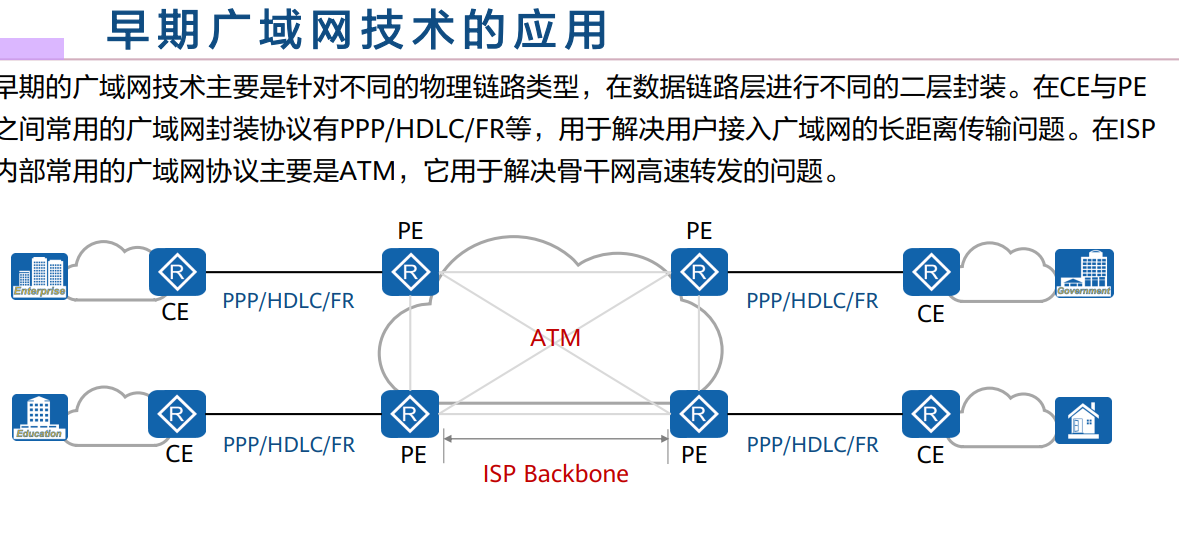 早期广域网技术的应用
早期的广域网技术主要是针对不同的物理链路类型，在数据链路层进行不同的二层封装。在CE与PE
之间常用的广域网封装协议有PPP/HDLC/FR等，用于解决用户接入广域网的长距离传输问题。在ISP
内部常用的广域网协议主要是ATM，它用于解决骨干网高速转发的问题。
PE
PE
R
R
R
R
Enterprise
Government
PPP/HDLC/FR
PPP/HDLC/FR
CE
CE
ATM
R
R
R
R
Education
PPP/HDLC/FR
PPP/HDLC/FR
CE
PE
PE
CE
ISP Backbone